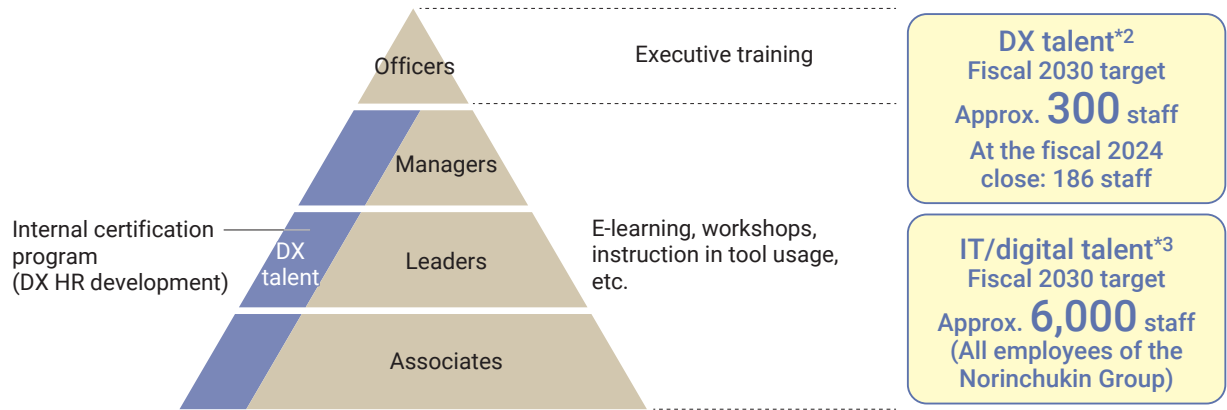 Officers
Managers
Leaders
Associates
DX
talent
Internal certification
program
(DX HR development)
Executive training
E-learning, workshops,
instruction in tool usage,
etc.
DX talent*2
Fiscal 2030 target
Approx. 300 staff
At the fiscal 2024
close: 186 staff
IT/digital talent*3
Fiscal 2030 target
Approx. 6,000 staff
(All employees of the
Norinchukin Group)